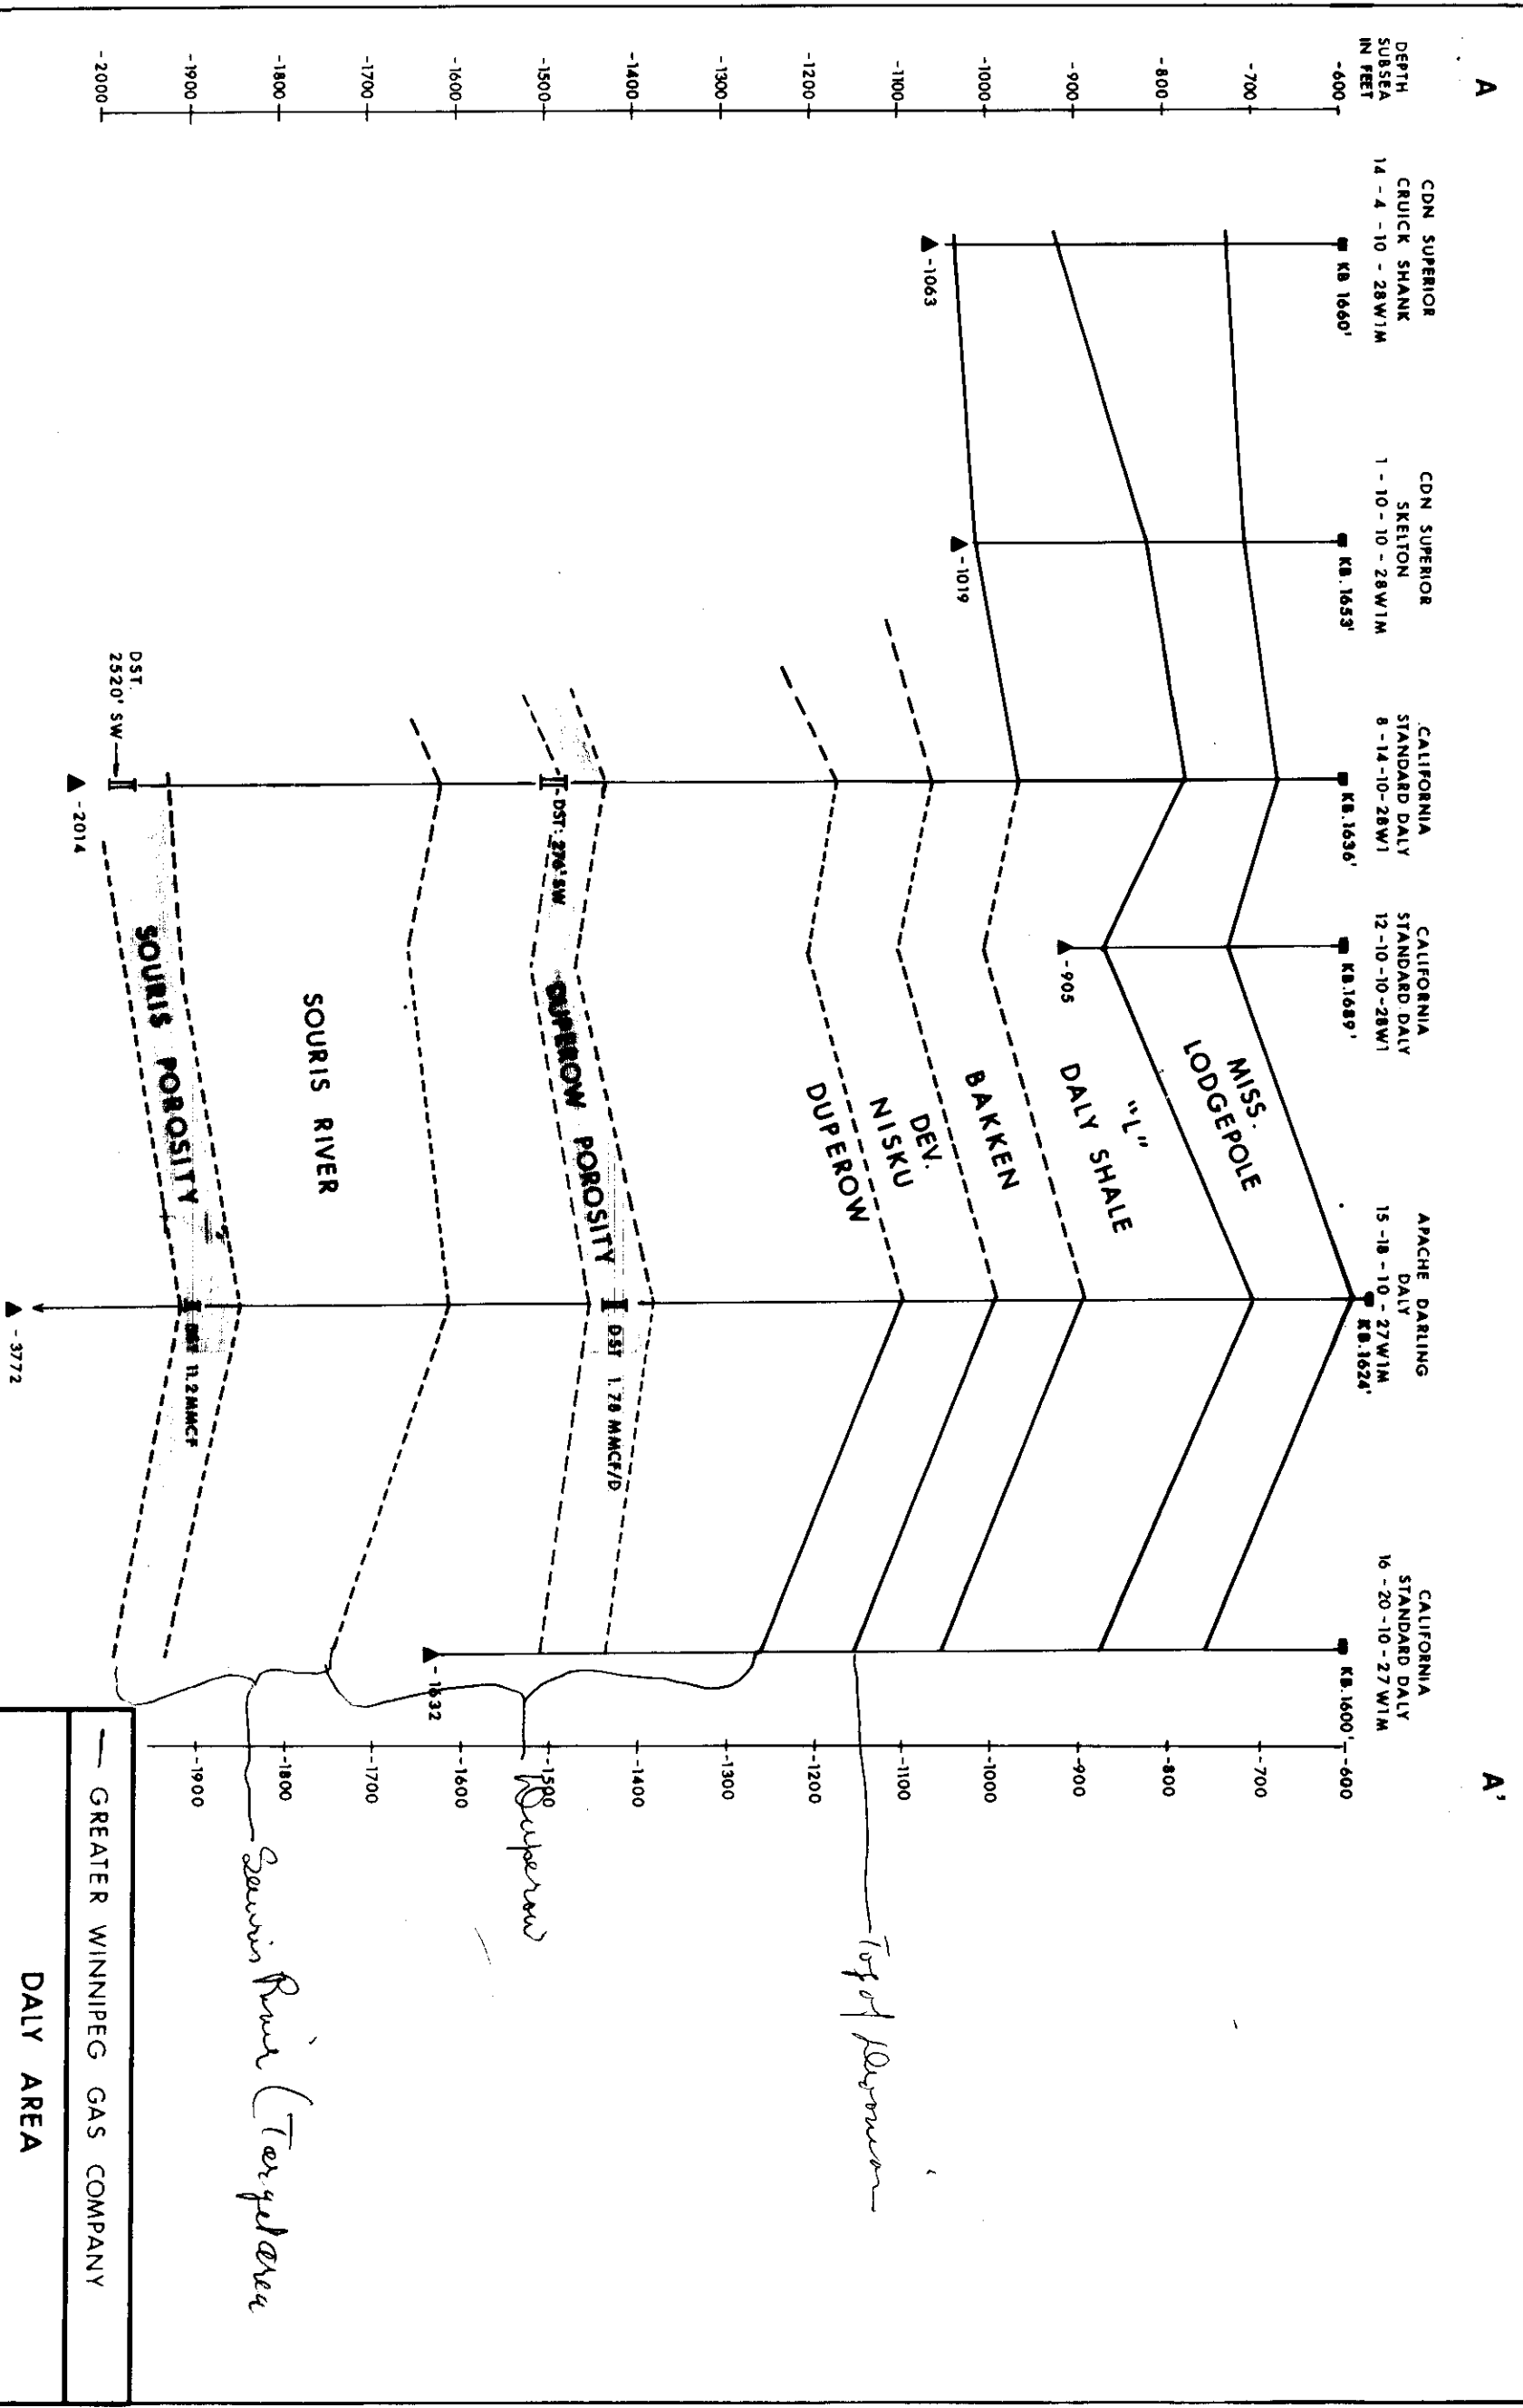 A
A'
DEPTH
SUBSEA
IN FEET
-600
-700
-800
-900
-1000
-1100
-1200
-1300
-1400
-1500
-1600
-1700
-1800
-1900
-2000
CDN SUPERIOR
CRUICK SHANK
14 - 4 - 10 - 28W1M
KB 1660'
-1063
CDN SUPERIOR
SKELTON
1 - 10 - 10 - 28W1M
KB.1653'
-1019
CALIFORNIA
STANDARD DALY
8 - 14 - 10 - 28W1
KB.1636'
DST: 276' SW
DST.
2520' SW
-2014
CALIFORNIA
STANDARD DALY
12 - 10 - 10 - 28W1
KB.1689'
-905
APACHE DARLING
DALY
15 - 18 - 10 - 27W1M
KB.1624'
DST 1.78 MMCF/D
DST 11.2 MMCF
-3772
CALIFORNIA
STANDARD DALY
16 - 20 - 10 - 27 W1M
KB.1600'
-1632
MISS.
LODGEPOLE
"L"
DALY SHALE
BAKKEN
DEV.
NISKU
DUPEROW
DUPEROW POROSITY
SOURIS RIVER
SOURIS POROSITY
-600
-700
-800
-900
-1000
-1100
-1200
-1300
-1400
-1500
-1600
-1700
-1800
-1900
Top of Devonian
Duperow
Souris River (Target area
GREATER WINNIPEG GAS COMPANY
DALY AREA